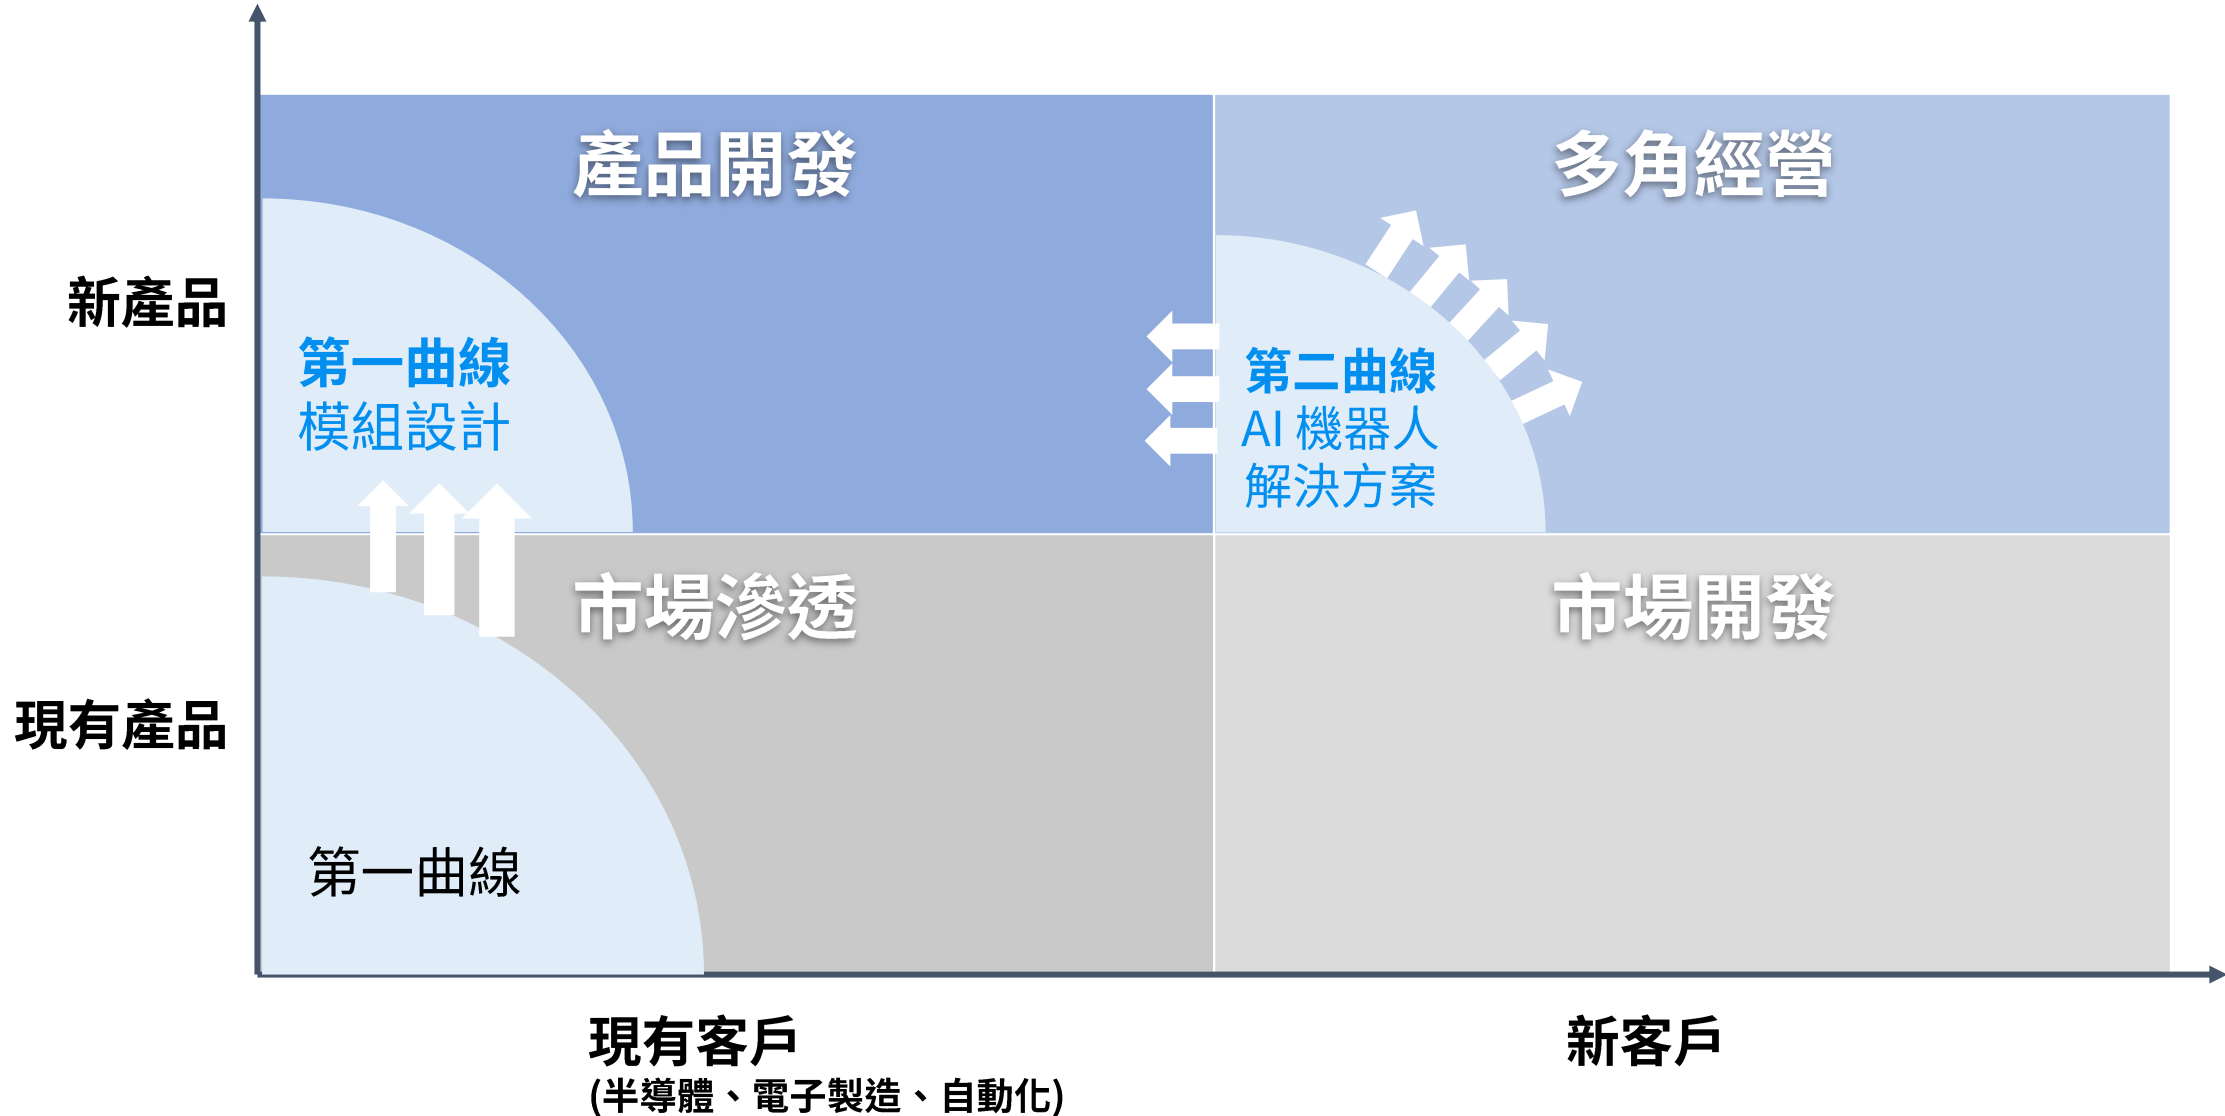 產品開發
多角經營
新產品
第一曲線
模組設計
第二曲線
AI 機器人
解決方案
市場滲透
市場開發
現有產品
第一曲線
現有客戶
(半導體、電子製造、自動化)
新客戶